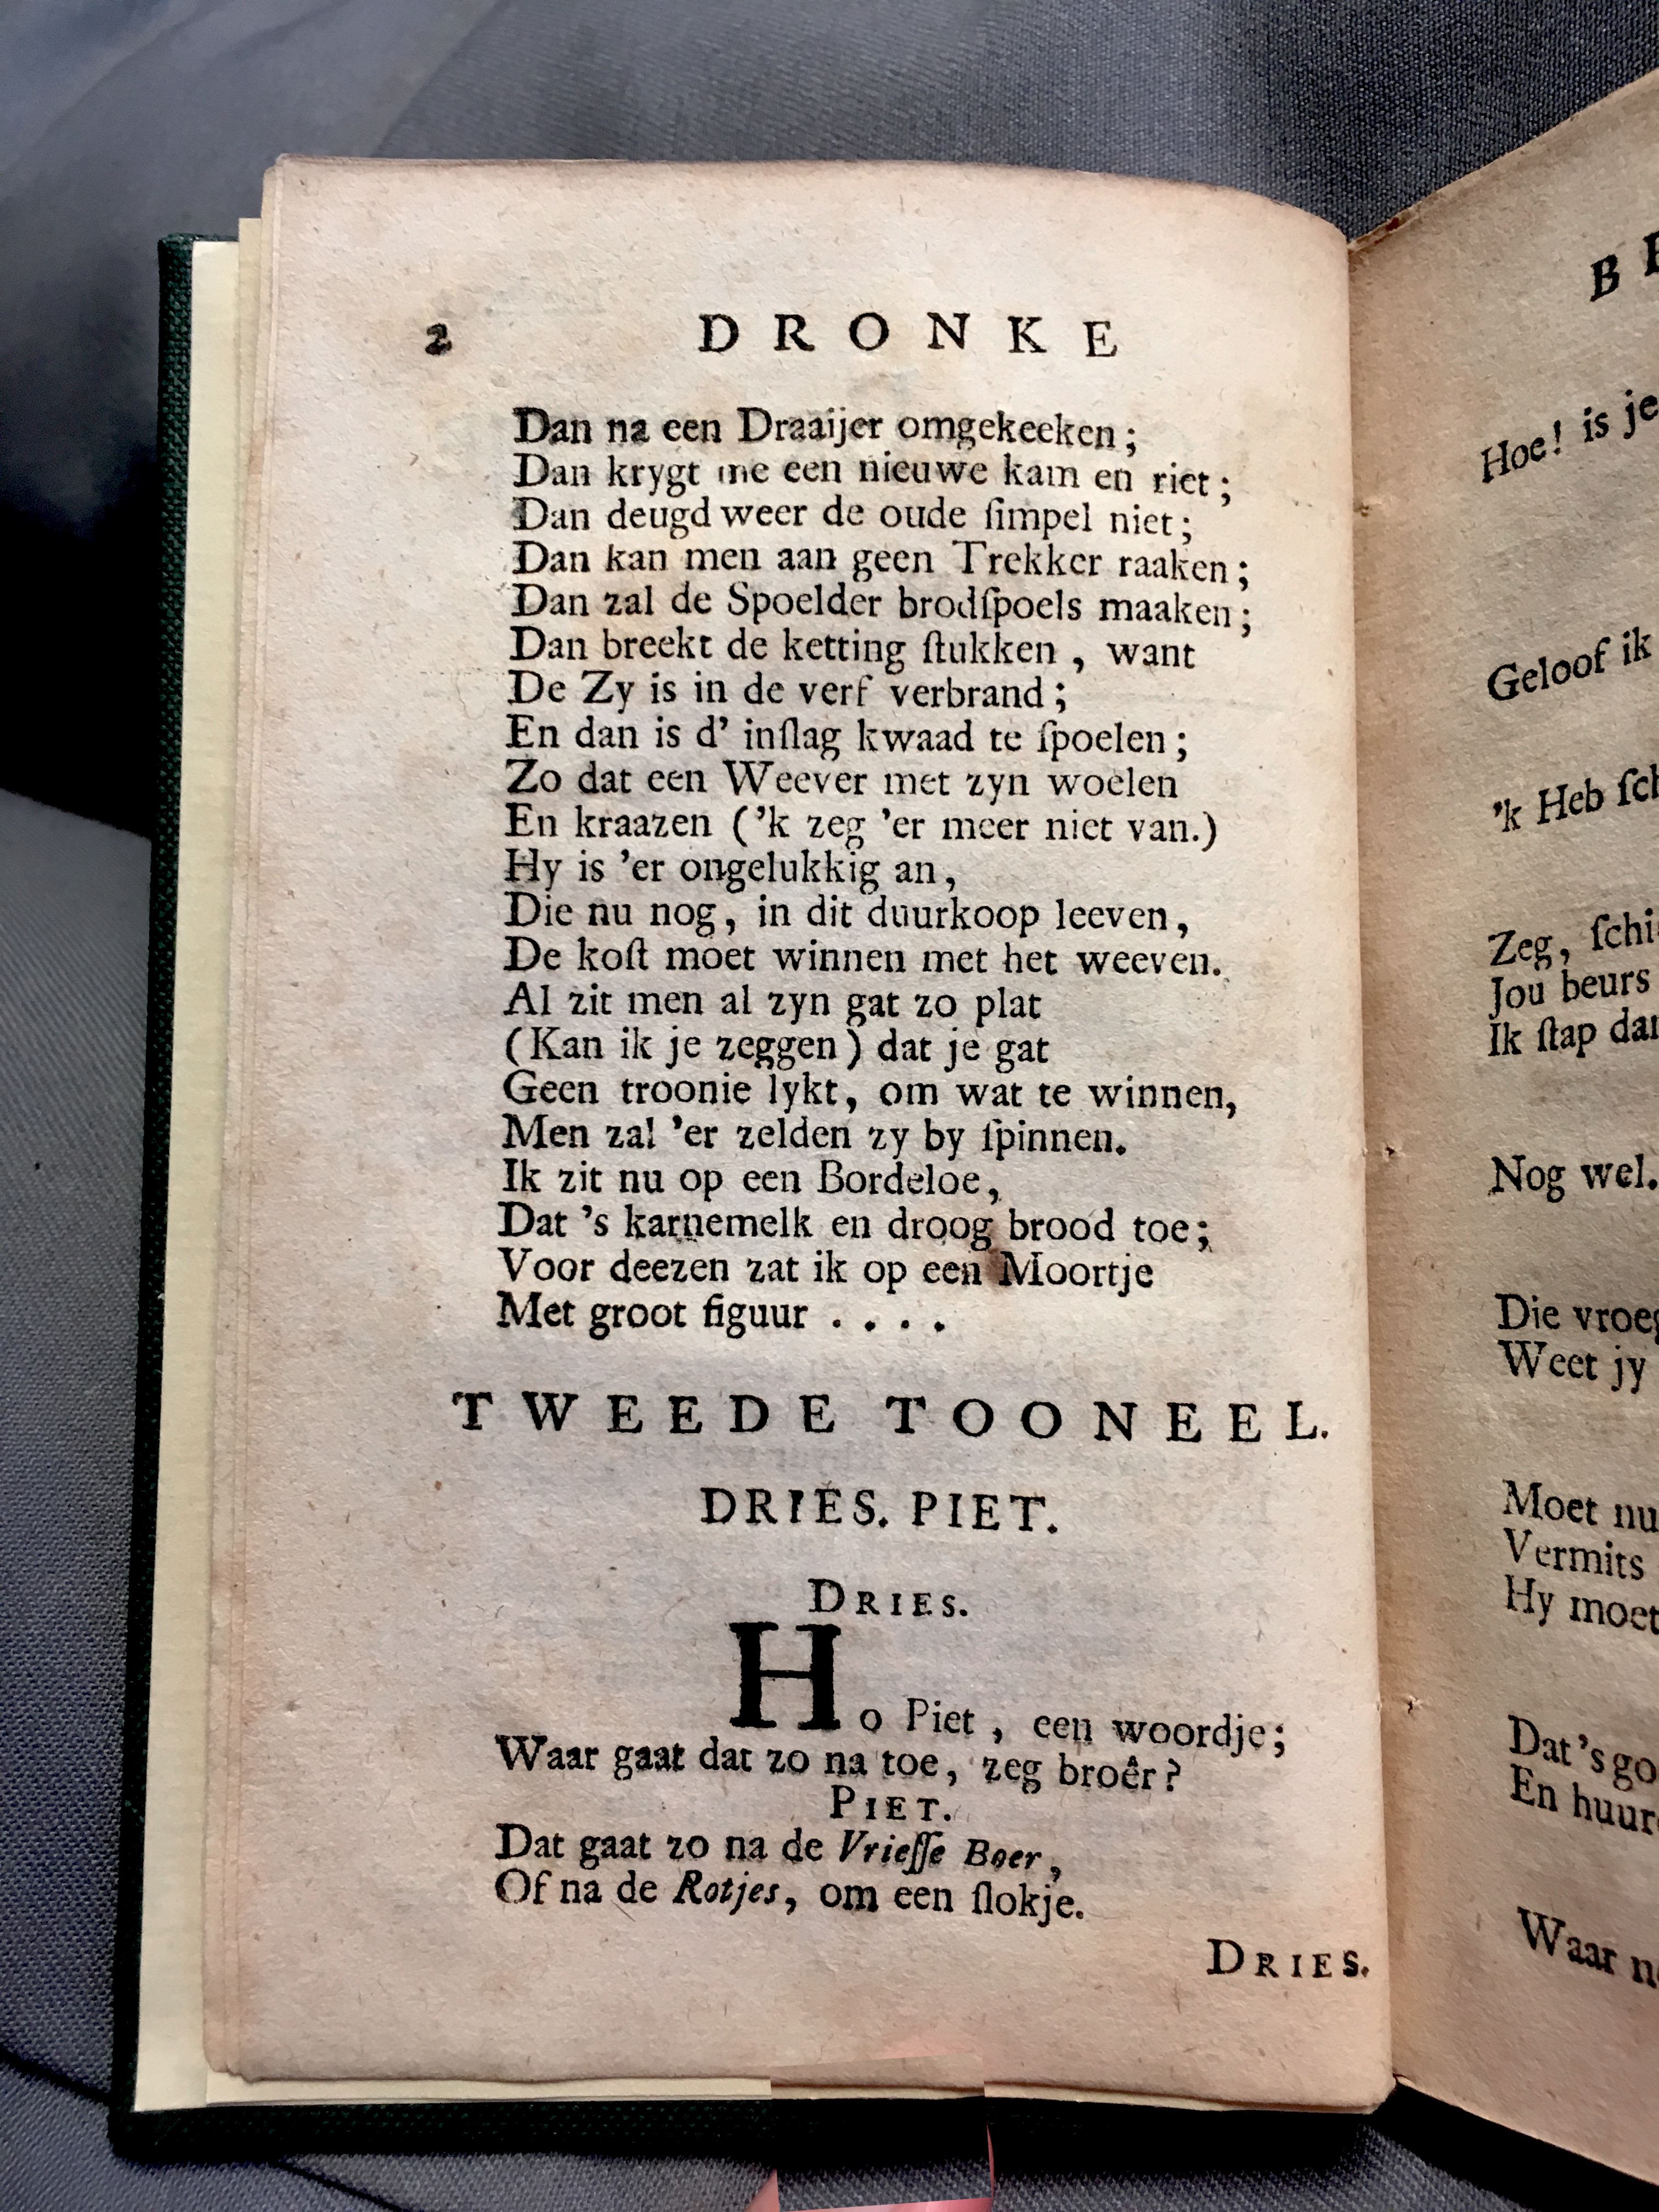 2 DRONKE
Dan na een Draaijer omgekeeken;
Dan krygt me een nieuwe kam en riet;
Dan deugd weer de oude ſimpel niet;
Dan kan men aan geen Trekker raaken;
Dan zal de Spoelder brodſpoels maaken;
Dan breekt de ketting ſtukken, want
De Zy is in de verf verbrand;
En dan is d' inſlag kwaad te ſpoelen;
Zo dat een Weever met zyn woelen
En kraazen ('k zeg 'er meer niet van.)
Hy is 'er ongelukkig an,
Die nu nog, in dit duurkoop leeven,
De koſt moet winnen met het weeven.
Al zit men al zyn gat zo plat
(Kan ik je zeggen) dat je gat
Geen troonie lykt, om wat te winnen,
Men zal 'er zelden zy by ſpinnen.
Ik zit nu op een Bordeloe,
Dat 's karnemelk en droog brood toe;
Voor deezen zat ik op een Moortje
Met groot figuur . . . .
TWEEDE TOONEEL.
DRIES. PIET.
DRIES.
Ho Piet, een woordje;
Waar gaat dat zo na toe, zeg broêr?
PIET.
Dat gaat zo na de Vrieſſe Boer,
Of na de Rotjes, om een ſlokje.
DRIES.
B
Hoe! is je
Geloof ik
'k Heb
Zeg,
Jou beurs
Ik ſtap
Nog wel.
Die
Weet jy
Moet nu
Vermits
Hy moet
Dat's
En
Waar